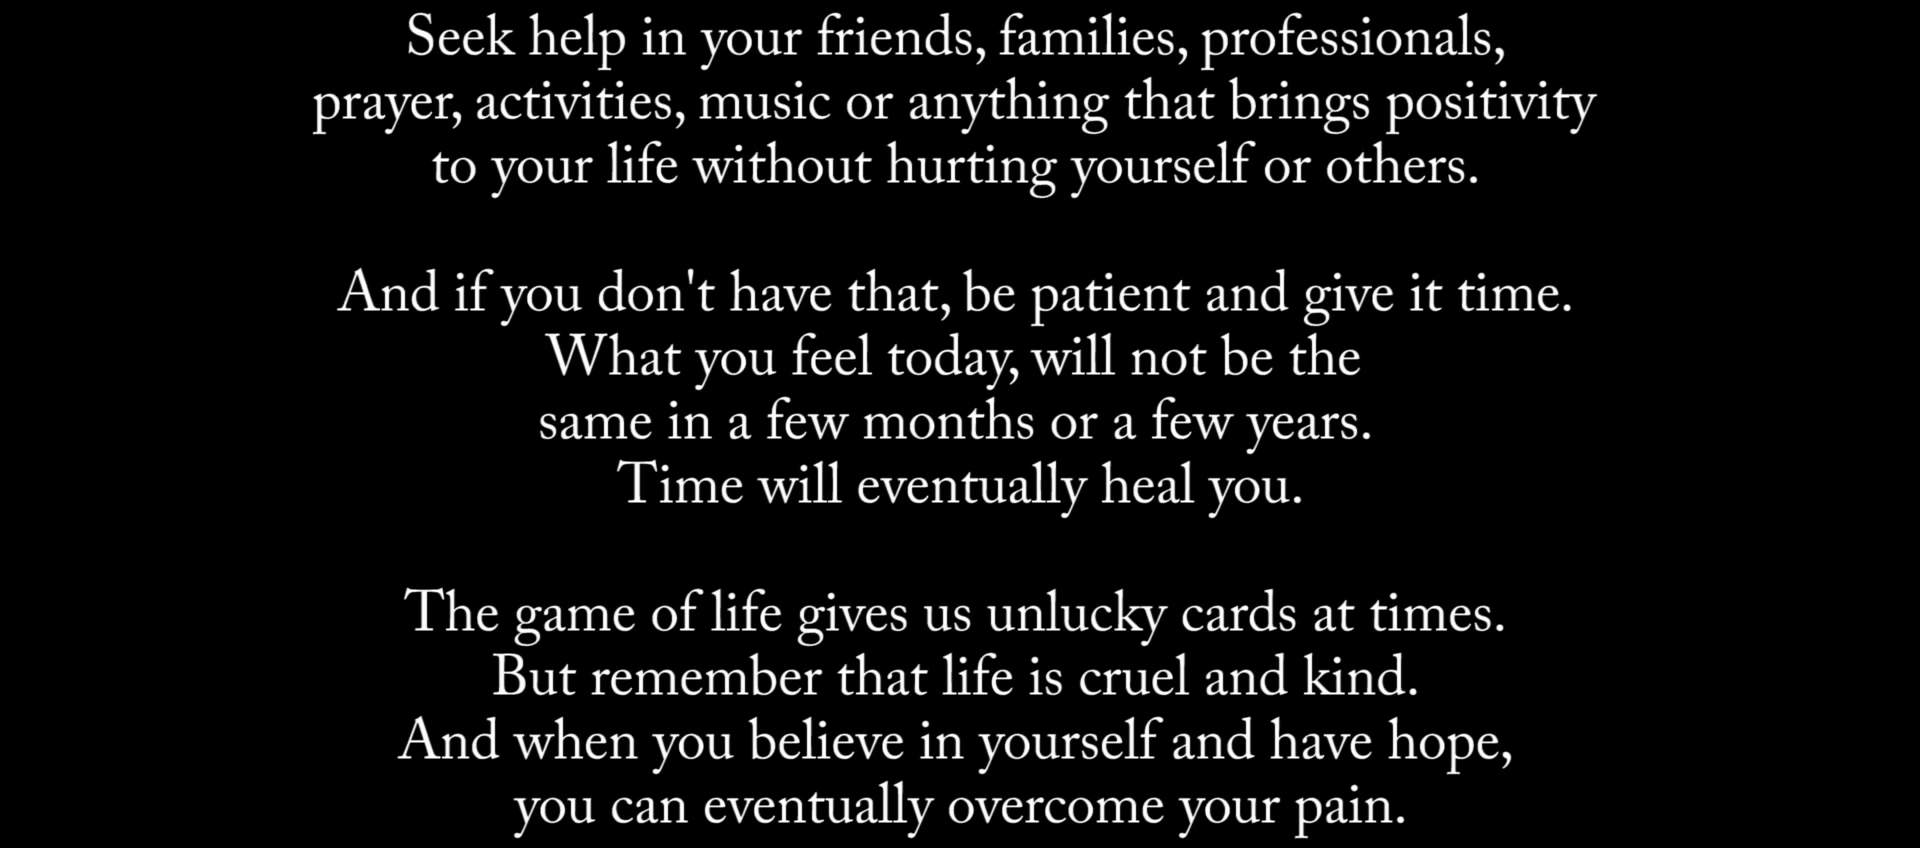 Seek help in your friends, families, professionals,
prayer, activities, music or anything that brings positivity
to your life without hurting yourself or others.
And if you don't have that, be patient and give it time.
What you feel today, will not be the
same in a few months or a few years.
Time will eventually heal you.
The game of life gives us unlucky cards at times.
But remember that life is cruel and kind.
And when you believe in yourself and have hope,
you can eventually overcome your pain.